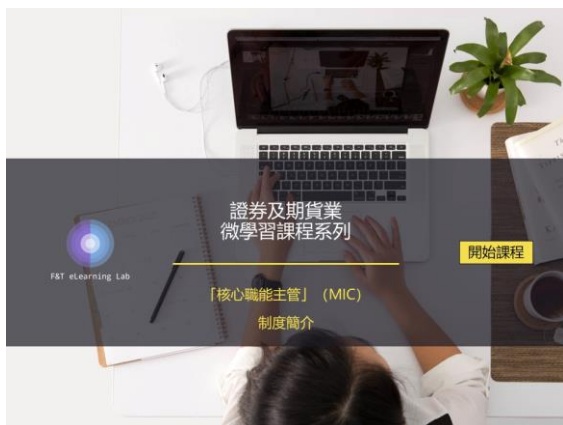 證券及期貨業
微學習課程系列
開始課程
F&T eLearning Lab
「核心職能主管」（MIC）
制度簡介